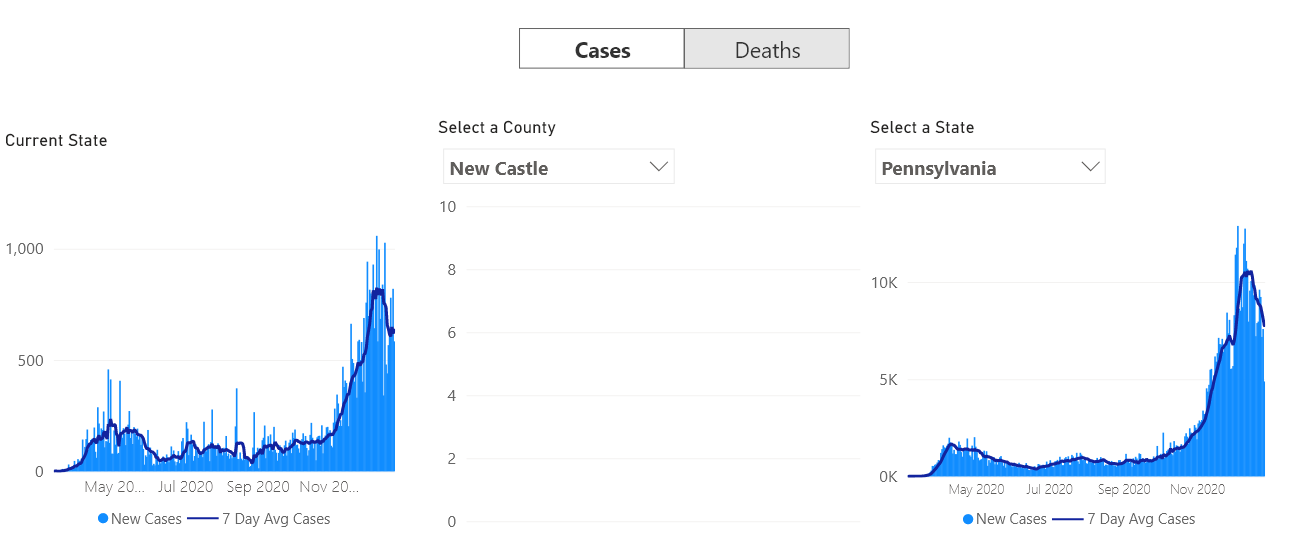 Cases Deaths
Current State
Select a County
Select a State
New Castle
Pennsylvania
1,000
500
0
May 20... Jul 2020 Sep 2020 Nov 20...
New Cases 7 Day Avg Cases
10
8
6
4
2
0
10K
5K
0K
May 2020 Jul 2020 Sep 2020 Nov 2020
New Cases 7 Day Avg Cases